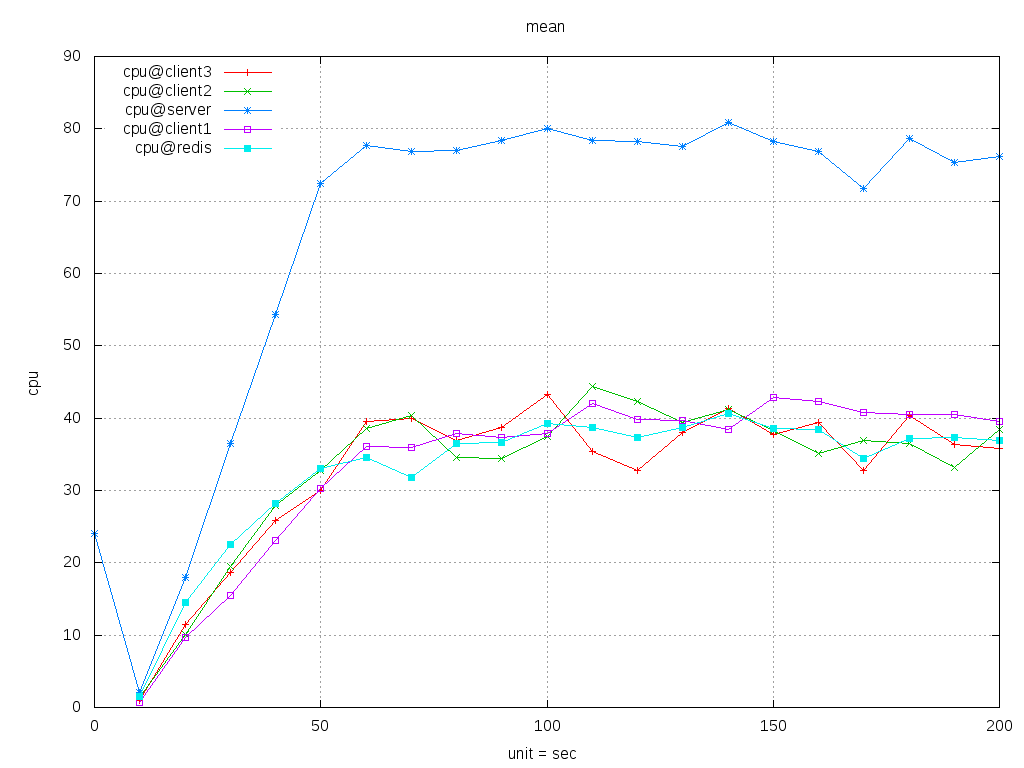 mean
90
80
70
60
50
40
30
20
10
0
cpu
cpu@client3
cpu@client2
cpu@server
cpu@client1
cpu@redis
0 50 100 150 200
unit = sec